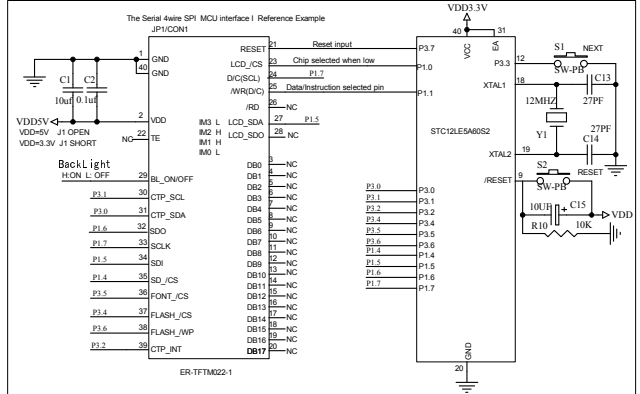 The Serial 4wire SPI MCU interface I Reference Example
JP1/CON1
VDD3.3V
1 GND
40 GND
C1 C2
10uf 0.1uf
VDD5V
2 VDD
VDD=5V J1 OPEN
VDD=3.3V J1 SHORT
NC 22 TE
BackLight
H:ON L: OFF
29 BL_ON/OFF
P3.1 30 CTP_SCL
P3.0 31 CTP_SDA
P1.6 32 SDO
P1.7 33 SCLK
P1.5 34 SDI
P1.4 35 SD_/CS
P3.5 36 FONT_/CS
P3.4 37 FLASH_/CS
P3.6 38 FLASH_/WP
P3.2 39 CTP_INT
RESET 21 Reset input
LCD_/CS 23 Chip selected when low
D/C(SCL) 24 P1.7
/WR(D/C) 25 Data/Instruction selected pin
/RD 26 NC
IM3 L LCD_SDA 27 P1.5
IM2 H LCD_SDO 28 NC
IM1 H
IM0 L
DB0 3 NC
DB1 4 NC
DB2 5 NC
DB3 6 NC
DB4 7 NC
DB5 8 NC
DB6 9 NC
DB7 10 NC
DB8 11 NC
DB9 12 NC
DB10 13 NC
DB11 14 NC
DB12 15 NC
DB13 16 NC
DB14 17 NC
DB15 18 NC
DB16 19 NC
DB17 20 NC
ER-TFTM022-1
40 VCC 31 EA
P3.7
P1.0
P1.1
STC12LE5A60S2
P3.0 P3.0
P3.1 P3.1
P3.2 P3.2
P3.4 P3.4
P3.5 P3.5
P3.6 P3.6
P1.4 P1.4
P1.5 P1.5
P1.6 P1.6
P1.7 P1.7
P3.3 12
XTAL1 18
XTAL2 19
/RESET 9
GND
20
S1 NEXT
SW-PB
C13
12MHZ 27PF
Y1
27PF
C14
S2 RESET
SW-PB
10UF + C15
VDD
R10 10K